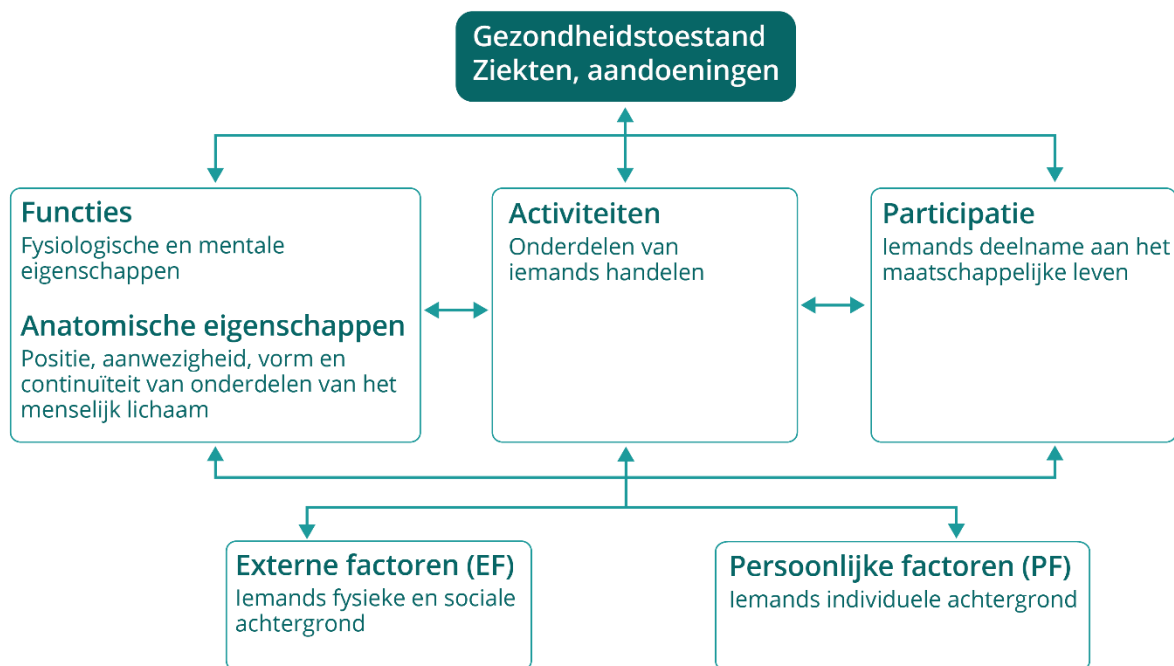 Gezondheidstoestand
Ziekten, aandoeningen
Functies
Fysiologische en mentale
eigenschappen
Anatomische eigenschappen
Positie, aanwezigheid, vorm en
continuïteit van onderdelen van het
menselijk lichaam
Activiteiten
Onderdelen van
iemands handelen
Participatie
Iemands deelname aan het
maatschappelijke leven
Externe factoren (EF)
Iemands fysieke en sociale
achtergrond
Persoonlijke factoren (PF)
Iemands individuele achtergrond